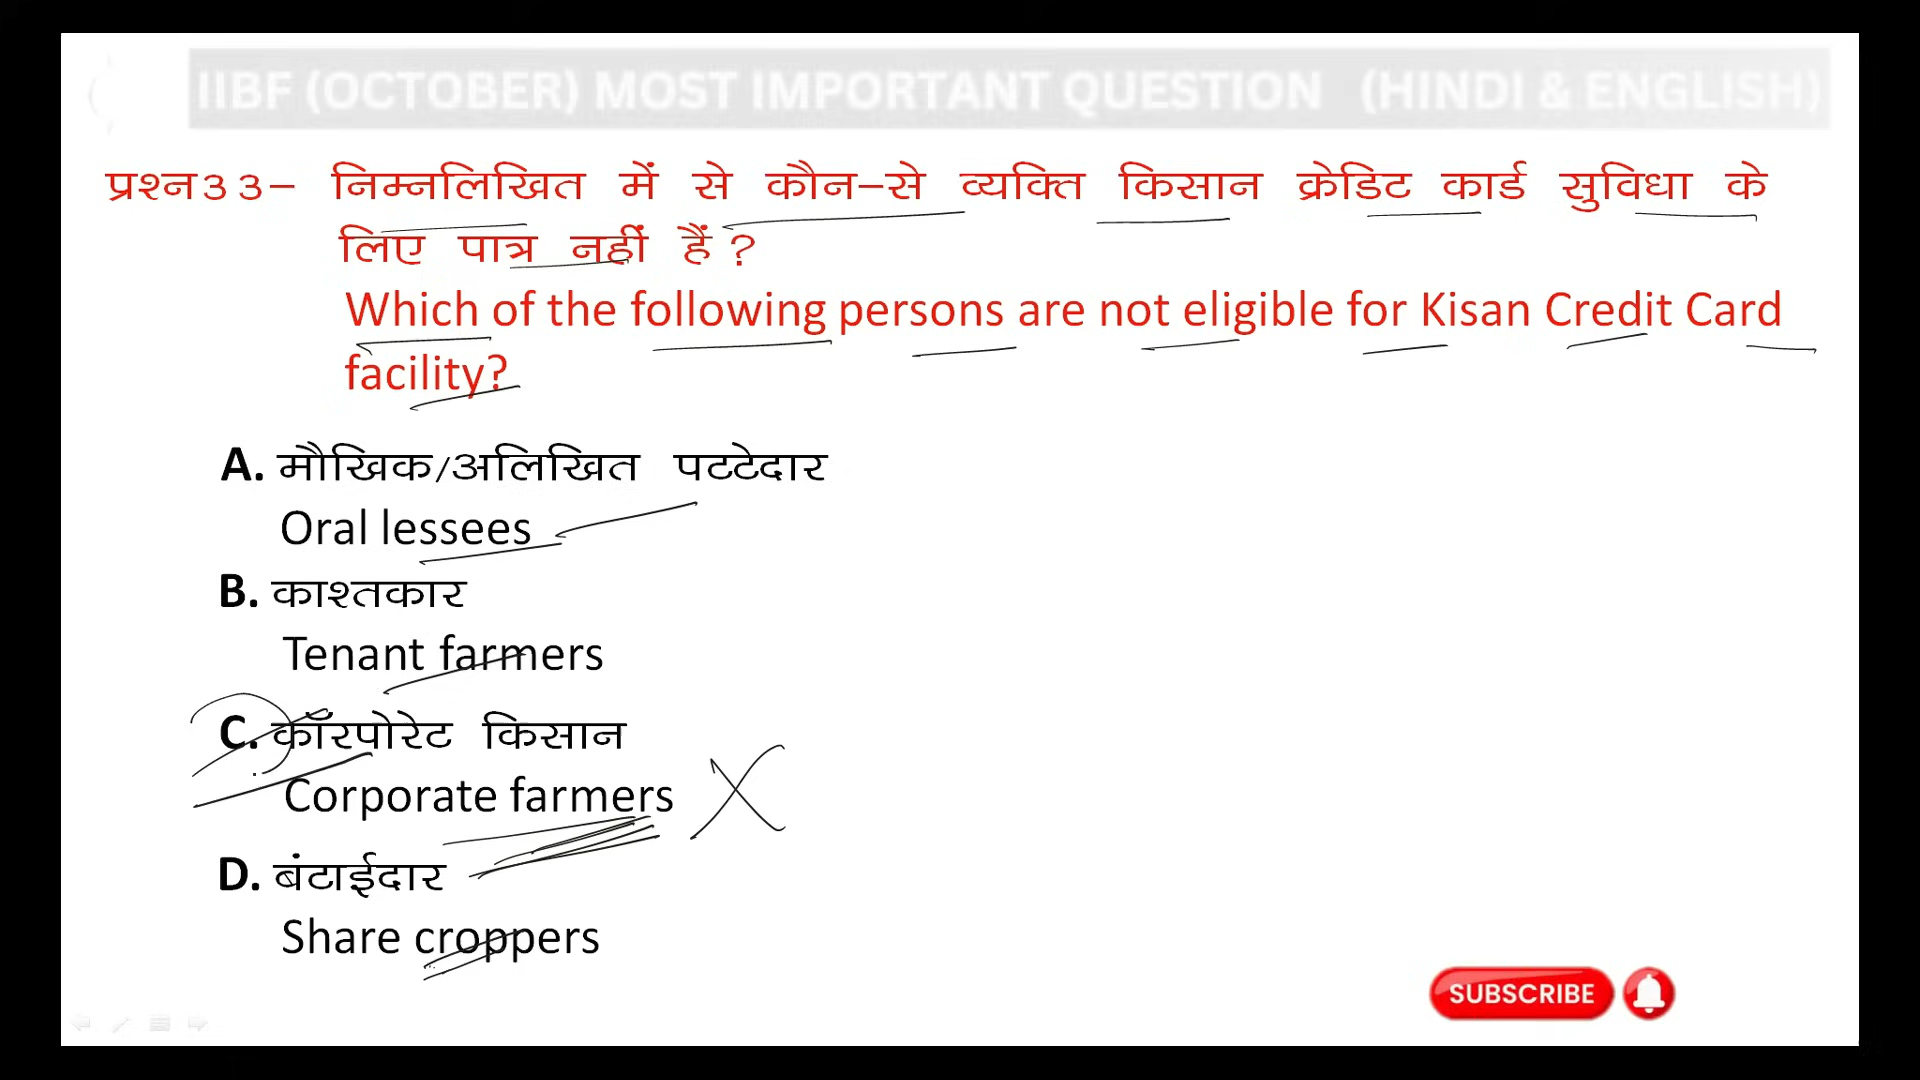 IIBF (OCTOBER) MOST IMPORTANT QUESTION (HINDI & ENGLISH)
प्रश्न33- निम्नलिखित में से कौन-से व्यक्ति किसान क्रेडिट कार्ड सुविधा के
लिए पात्र नहीं हैं?
Which of the following persons are not eligible for Kisan Credit Card
facility?
A. मौखिक/अलिखित पटटेदार
Oral lessees
B. काश्तकार
Tenant farmers
C. कॉरपोरेट किसान
Corporate farmers
D. बंटाईदार
Share croppers
SUBSCRIBE